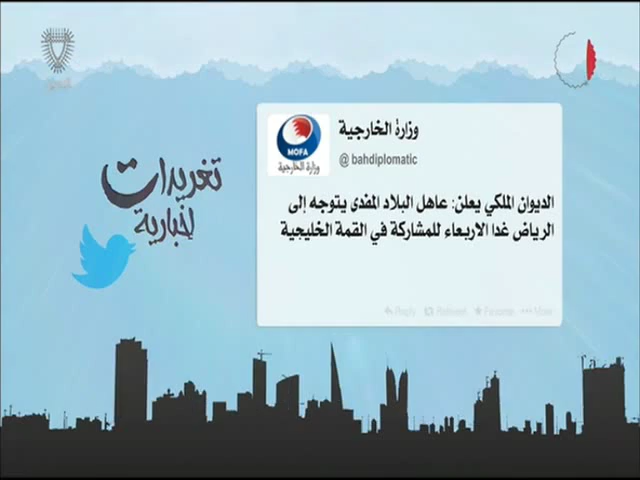 تغريدات
إخبارية
وزارة الخارجية
@ bahdiplomatic
MOFA
وزارة الخارجية
الديوان الملكي يعلن: عاهل البلاد المفدى يتوجه إلى
الرياض غدا الاربعاء للمشاركة في القمة الخليجية
Reply Retweet Favorite More